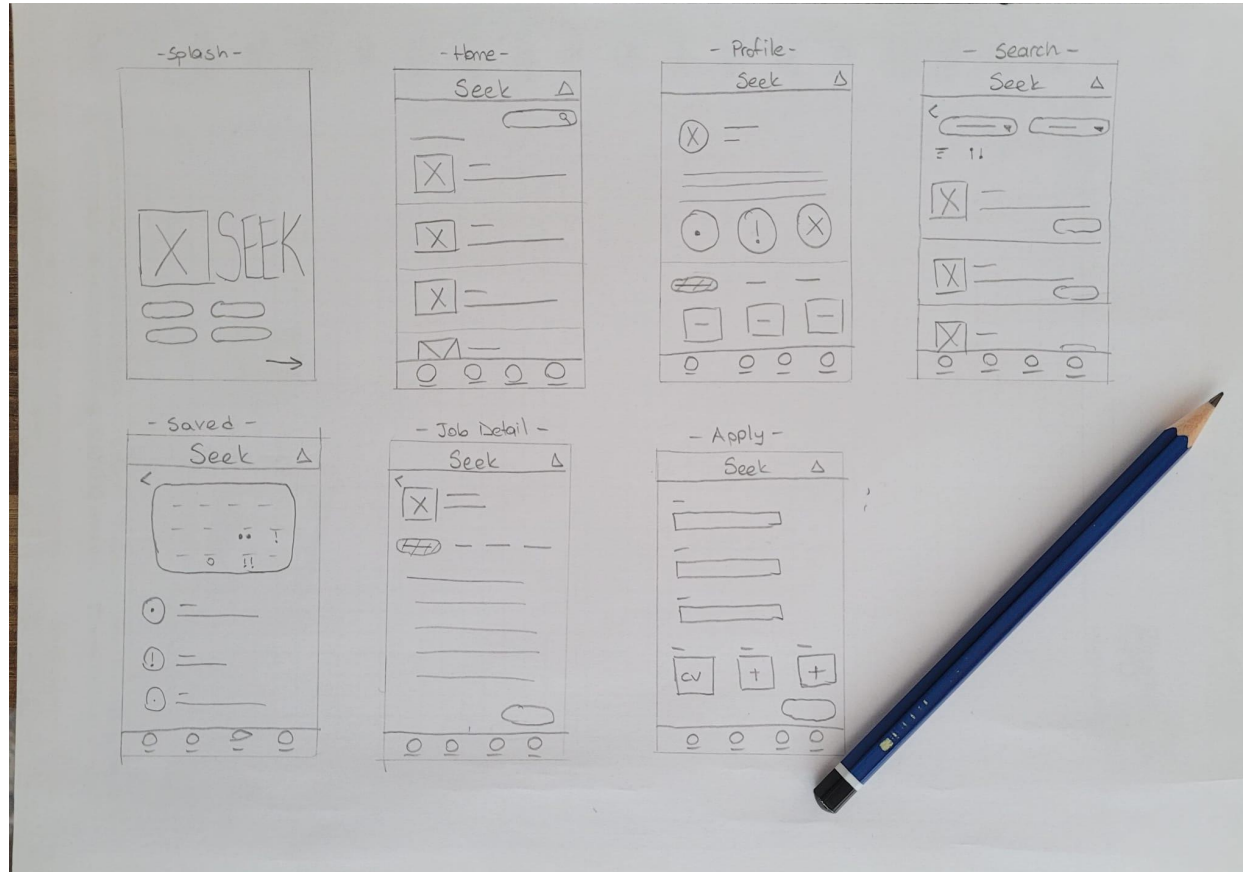 -Splash-
SEEK
-Home-
Seek
-Profile-
Seek
!
- Search -
Seek
- Saved -
Seek
!
!!
!
- Job Detail -
Seek
- Apply -
Seek
CV
+
+